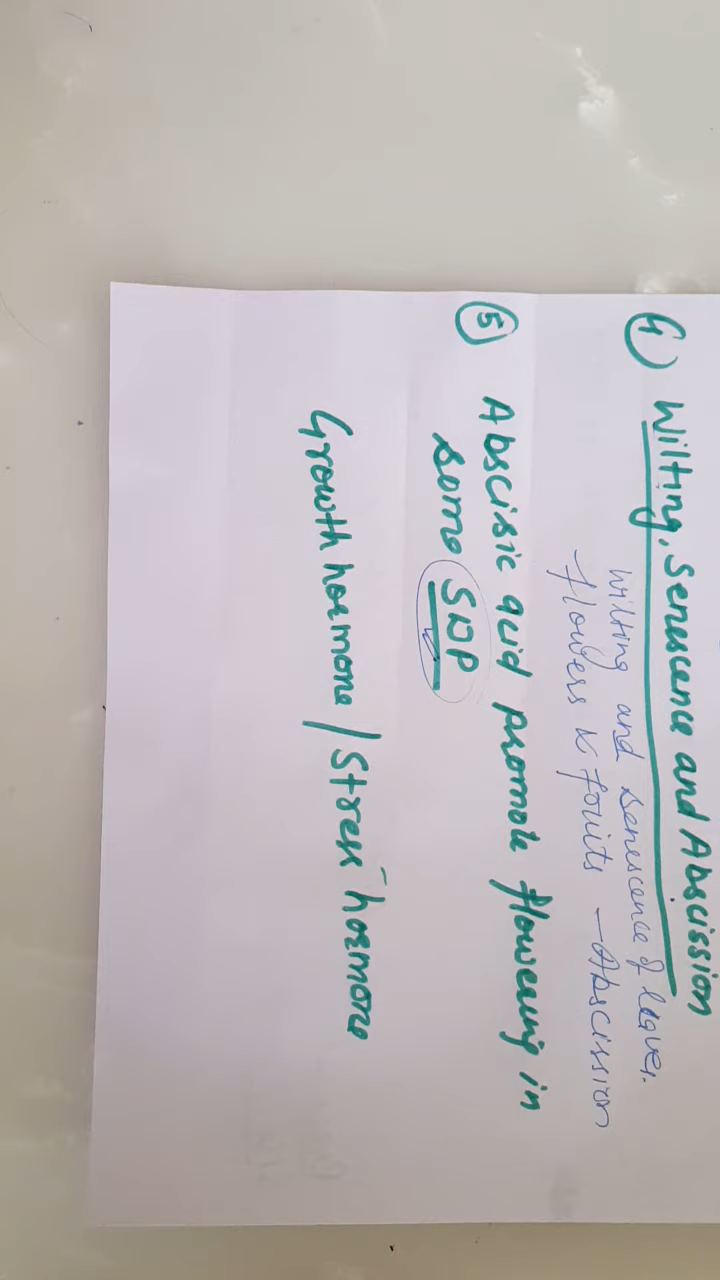 4) Wilting, Senescence and Abscission
Wilting and senescence of leaves.
flowers & fruits - Abscission
5 Abscisic acid promote flowering in
some SDP
Growth hormone / Stress hormone